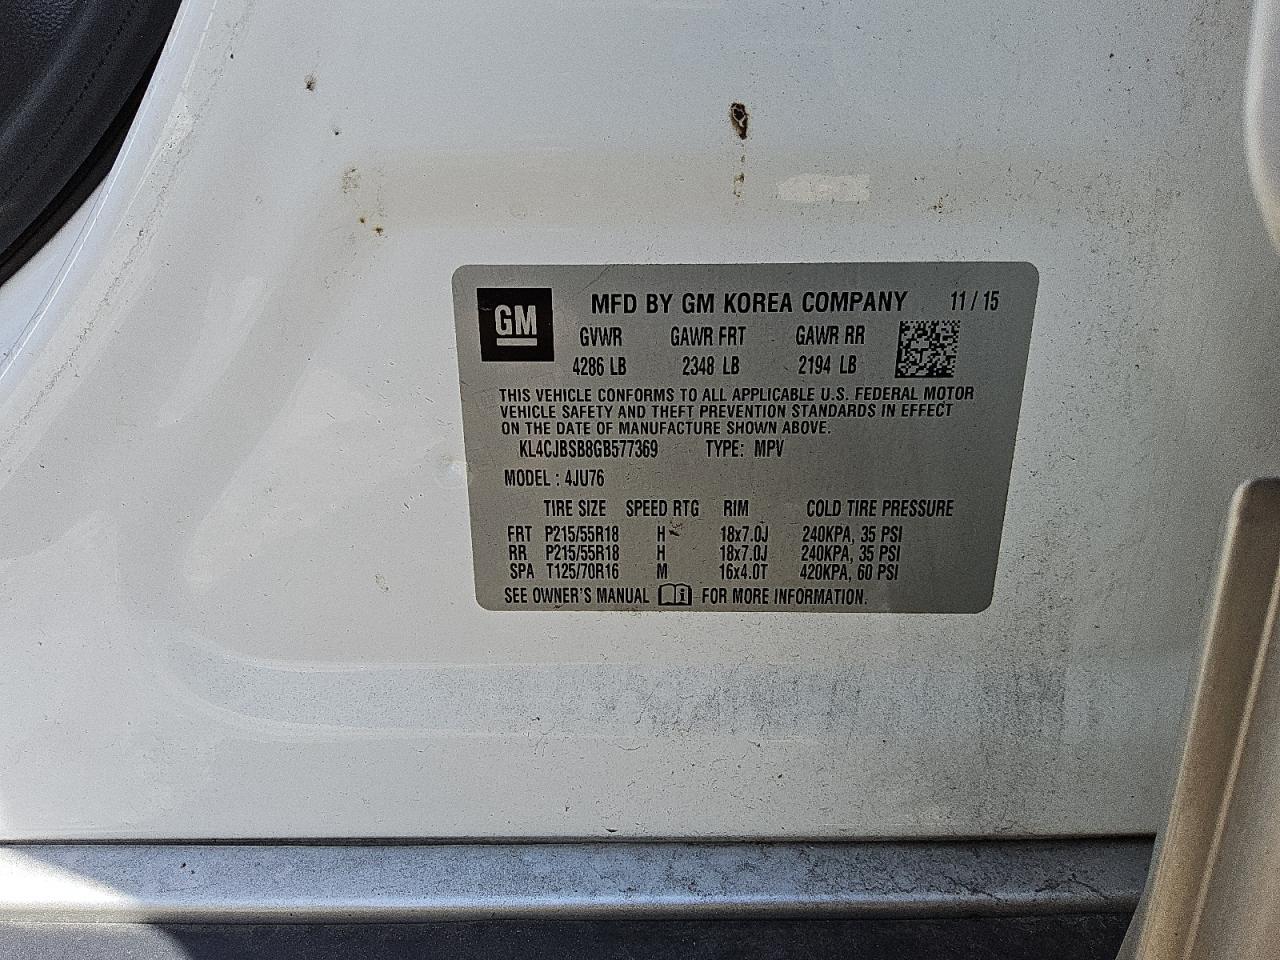 GM MFD BY GM KOREA COMPANY 11 / 15
GVWR GAWR FRT GAWR RR
4286 LB 2348 LB 2194 LB
THIS VEHICLE CONFORMS TO ALL APPLICABLE U.S. FEDERAL MOTOR
VEHICLE SAFETY AND THEFT PREVENTION STANDARDS IN EFFECT
ON THE DATE OF MANUFACTURE SHOWN ABOVE.
KL4CJBSB8GB577369 TYPE: MPV
MODEL : 4JU76
TIRE SIZE SPEED RTG RIM COLD TIRE PRESSURE
FRT P215/55R18 H 18x7.0J 240KPA, 35 PSI
RR P215/55R18 H 18x7.0J 240KPA, 35 PSI
SPA T125/70R16 M 16x4.0T 420KPA, 60 PSI
SEE OWNER'S MANUAL i FOR MORE INFORMATION.